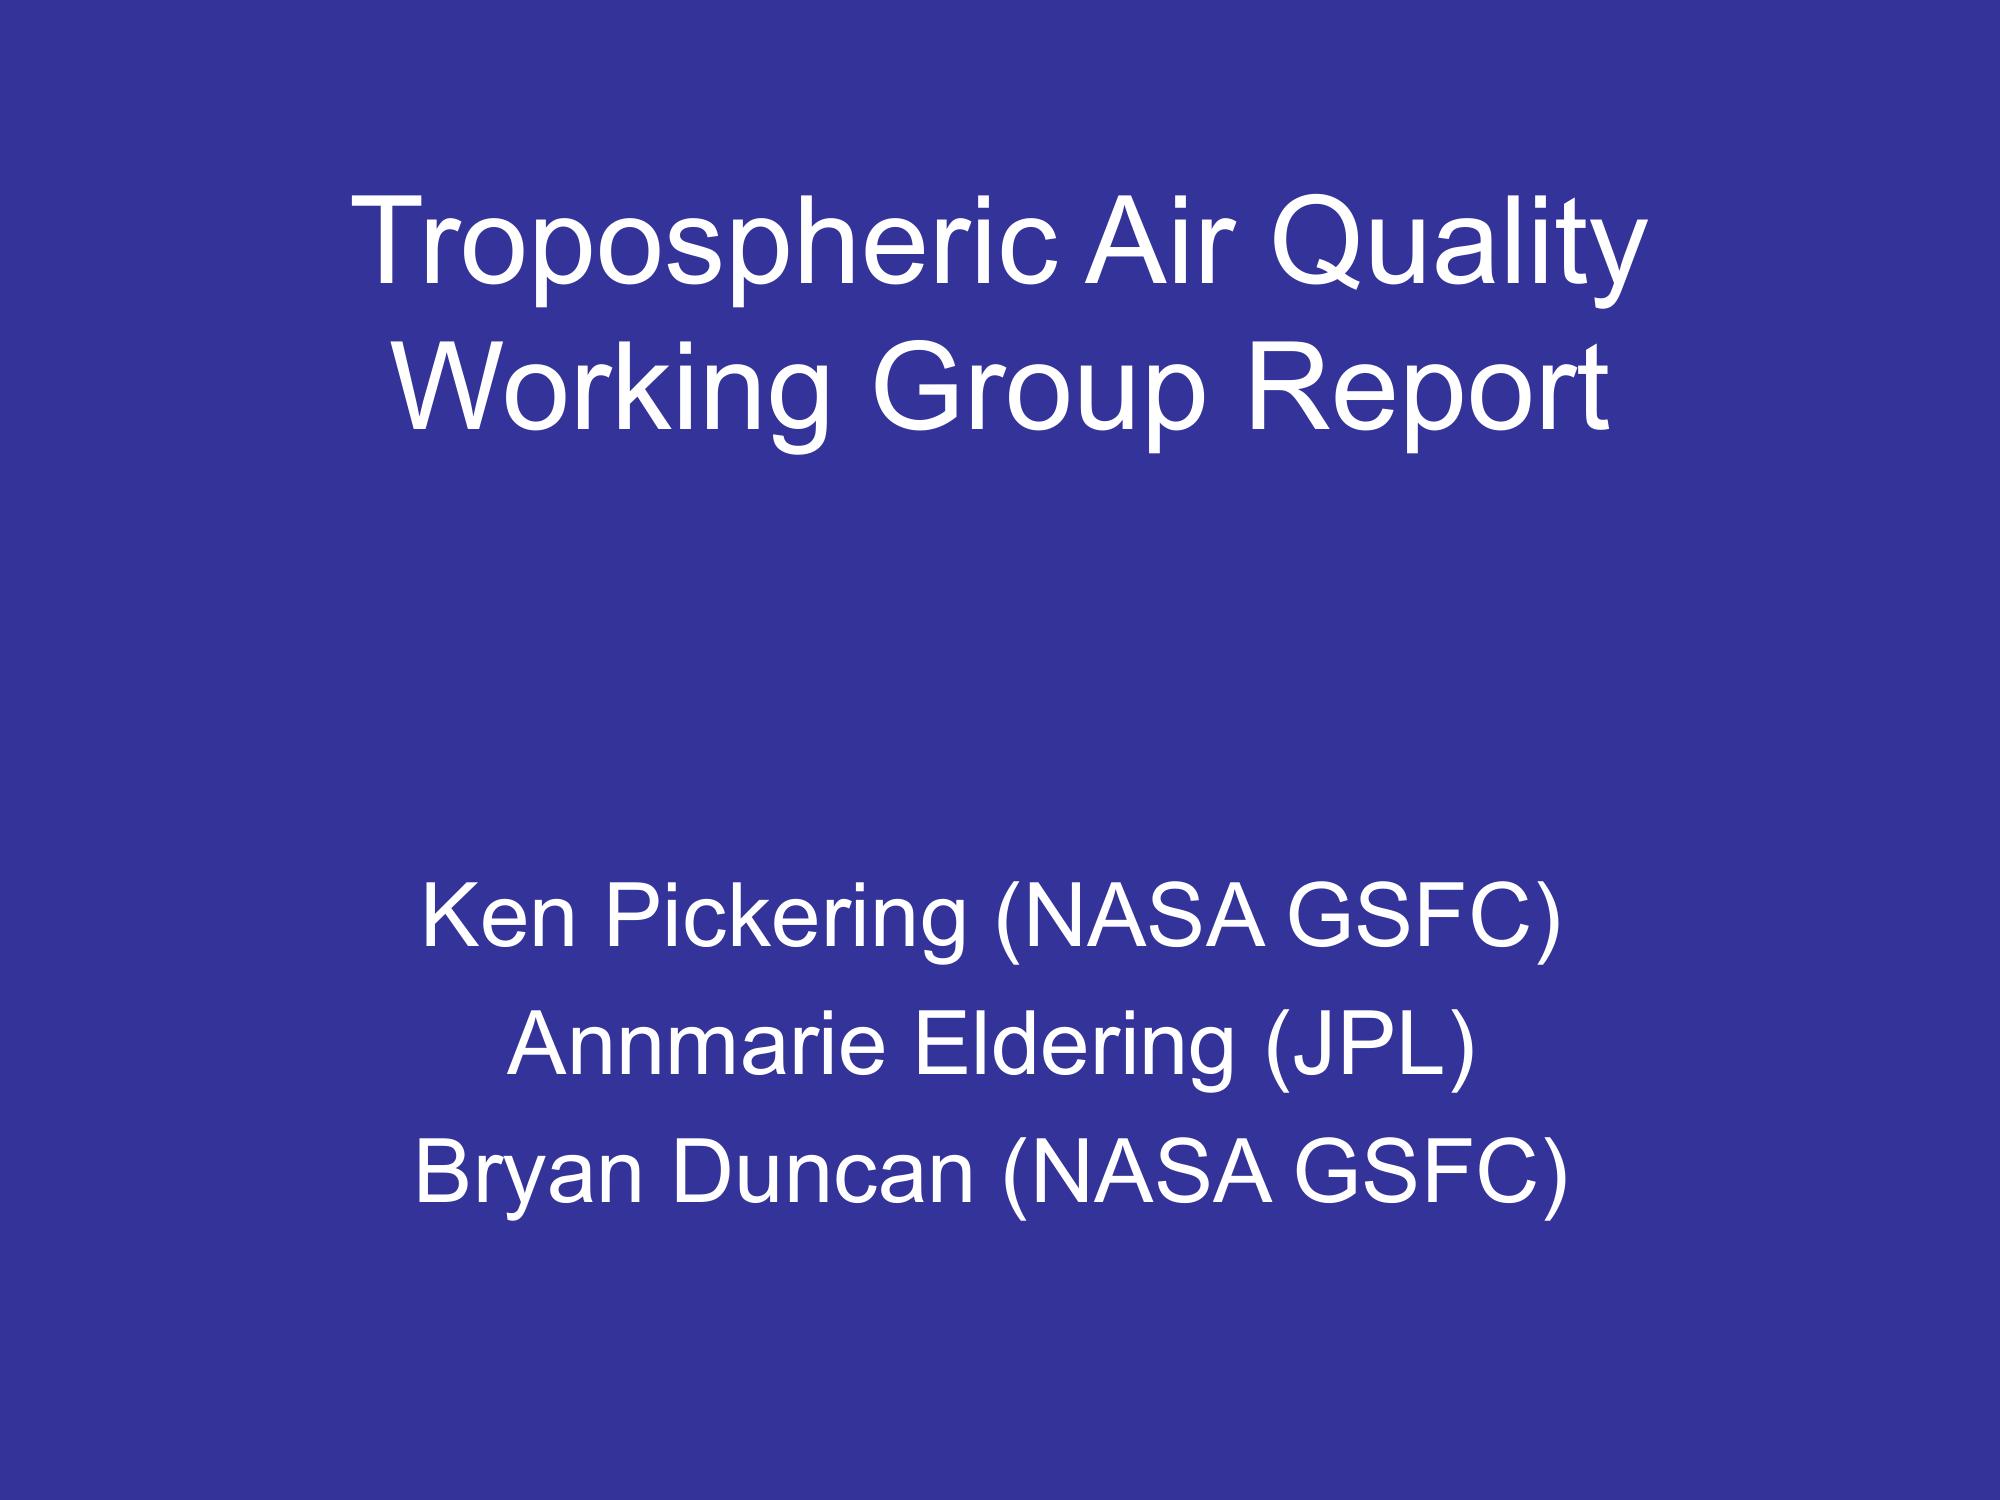 Tropospheric Air Quality
Working Group Report
Ken Pickering (NASA GSFC)
Annmarie Eldering (JPL)
Bryan Duncan (NASA GSFC)